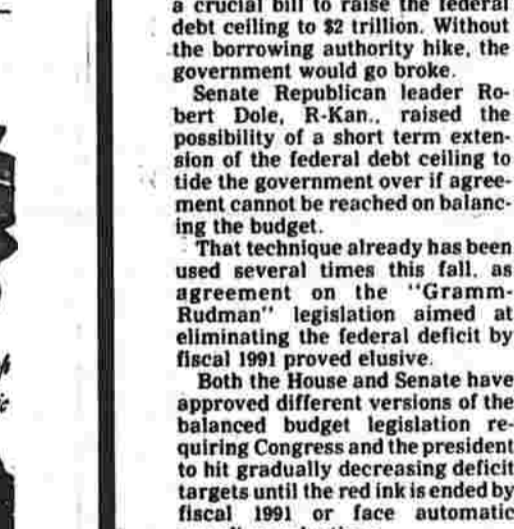 a crucial bill to raise the federal
debt ceiling to $2 trillion. Without
the borrowing authority hike, the
government would go broke.
Senate Republican leader Ro-
bert Dole, R-Kan., raised the
possibility of a short term exten-
sion of the federal debt ceiling to
tide the government over if agree-
ment cannot be reached on balanc-
ing the budget.
That technique already has been
used several times this fall, as
agreement on the "Gramm-
Rudman" legislation aimed at
eliminating the federal deficit by
fiscal 1991 proved elusive.
Both the House and Senate have
approved different versions of the
balanced budget legislation re-
quiring Congress and the president
to hit gradually decreasing deficit
targets until the red ink is ended by
fiscal 1991 or face automatic